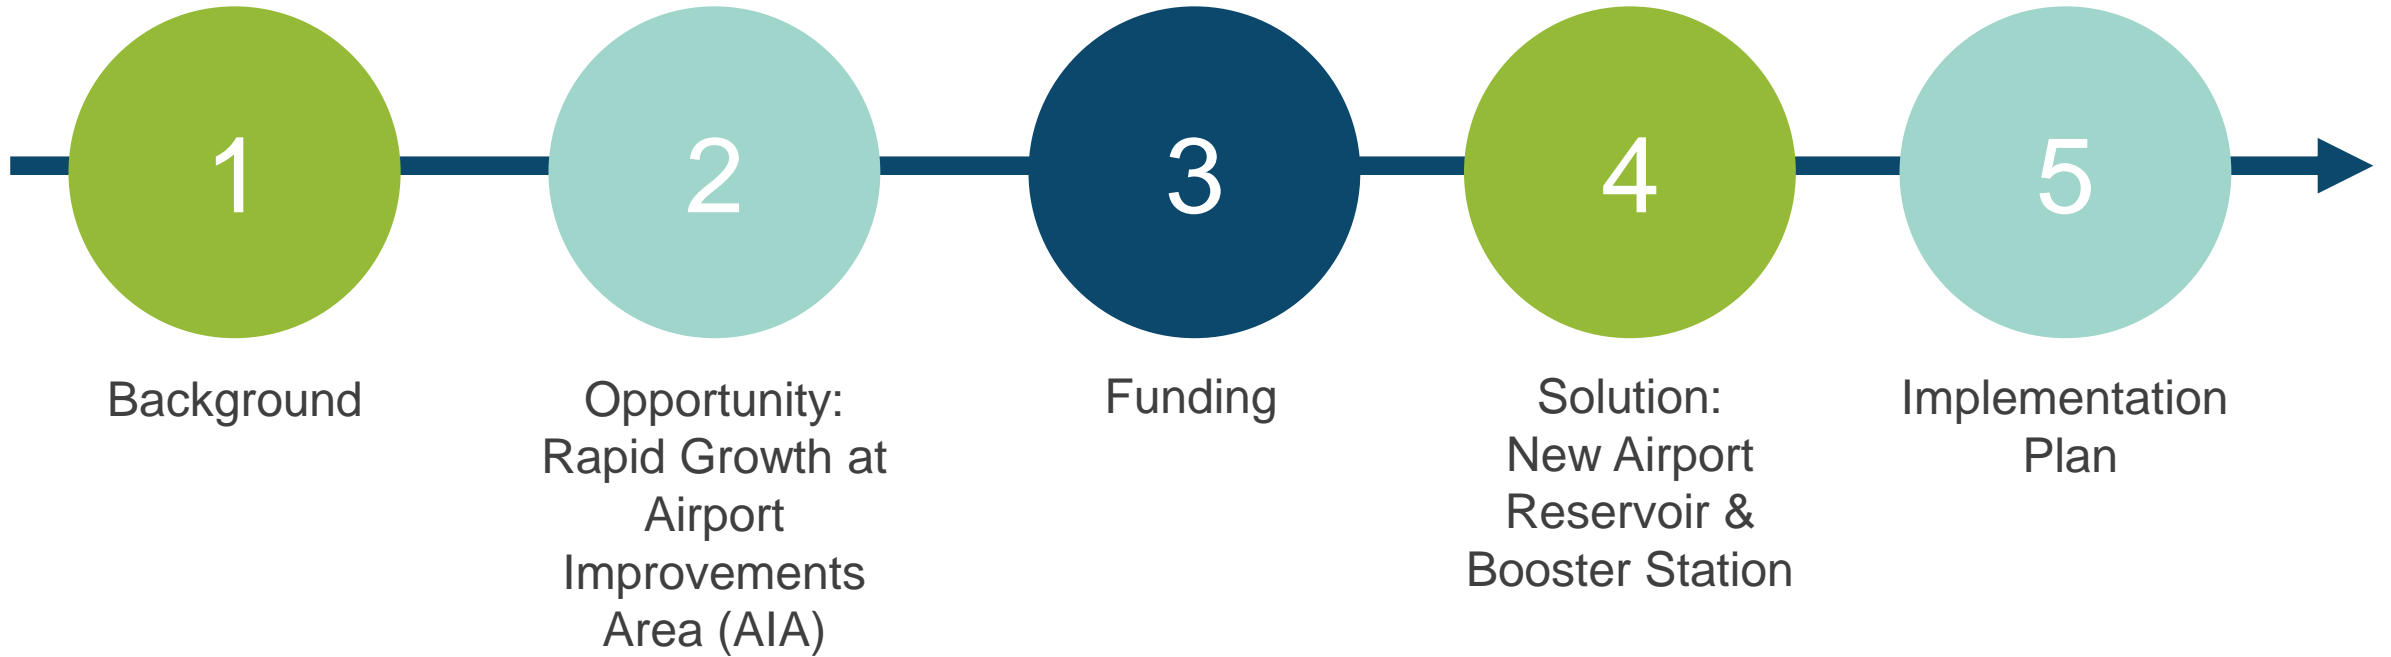 1
Background
2
Opportunity:
Rapid Growth at
Airport
Improvements
Area (AIA)
3
Funding
4
Solution:
New Airport
Reservoir &
Booster Station
5
Implementation
Plan